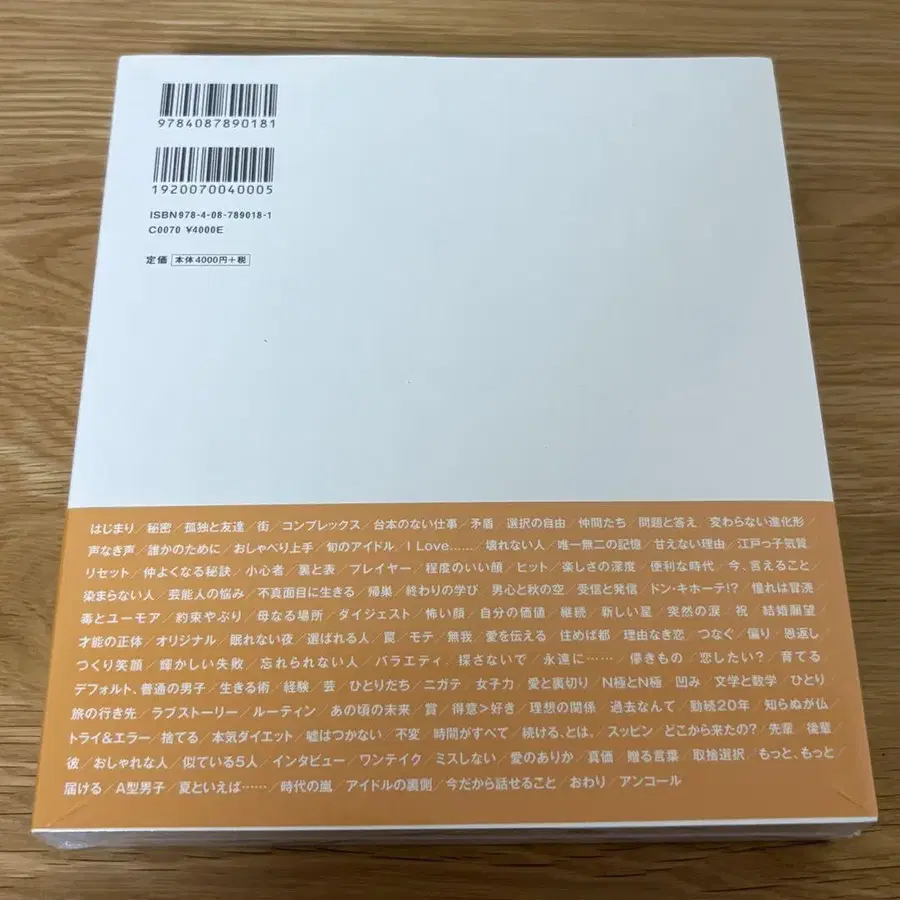 9784087890181
1920070040005
ISBN978-4-08-789018-1
C0070 ¥4000E
定価 本体4000円+税
はじまり/秘密/孤独と友達/街/コンプレックス/台本のない仕事/矛盾/選択の自由/仲間たち/問題と答え/変わらない進化形/
声なき声/誰かのために/おしゃべり上手/旬のアイドル/I Love……/壊れない人/唯一無二の記憶/甘えない理由/江戸っ子気質/
リセット/仲よくなる秘訣/小心者/裏と表/プレイヤー/程度のいい顔/ヒット/楽しさの深度/便利な時代/今、言えること/
染まらない人/芸能人の悩み/不真面目に生きる/帰巣/終わりの学び/男心と秋の空/受信と発信/ドン・キホーテ!?/憧れは冒涜/
毒とユーモア/約束やぶり/母なる場所/ダイジェスト/怖い顔/自分の価値/継続/新しい星/突然の涙/祝/結婚願望/
才能の正体/オリジナル/眠れない夜/選ばれる人/罠/モテ/無我/愛を伝える/住めば都/理由なき恋/つなぐ/偏り/恩返し/
つくり笑顔/輝かしい失敗/忘れられない人/バラエティ/探さないで/永遠に……/儚きもの/恋したい?/育てる/
デフォルト、普通の男子/生きる術/経験/芸/ひとりだち/ニガテ/女子力/愛と裏切り/N極とN極/凹み/文学と数学/ひとり/
旅の行き先/ラブストーリー/ルーティン/あの頃の未来/賞/得意>好き/理想の関係/過去なんて/勤続20年/知らぬが仏/
トライ&エラー/捨てる/本気ダイエット/嘘はつかない/不変/時間がすべて/続ける、とは。/スッピン/どこから来たの?/先輩/後輩/
彼/おしゃれな人/似ている5人/インタビュー/ワンテイク/ミスしない/愛のありか/真価/贈る言葉/取捨選択/もっと、もっと/
届ける/A型男子/夏といえば……/時代の嵐/アイドルの裏側/今だから話せること/おわり/アンコール